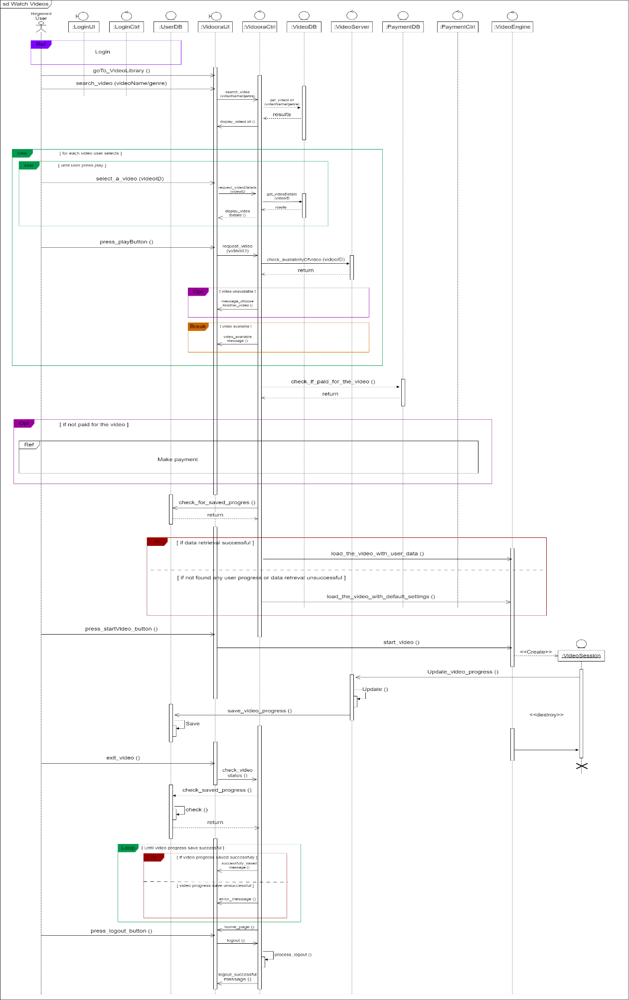 sd Watch Videos
Registerd
User
:LoginUI
:LoginCtrl
:UserDB
:VidooraUI
:VidooraCtrl
:VideoDB
:VideoServer
:PaymentDB
:PaymentCtrl
:VideoEngine
Ref
Login
goTo_VideoLibrary ()
search_video (videoName/genre)
search_video
(videoName/genre)
get_videoList
(videoName/genre)
results
display_videoList ()
Loop
[ for each video user selects ]
Loop
[ until user press play ]
select_a_video (videoID)
request_videoDetails
(videoID
get_videoDetails
(videoID
results
display_video
Details ()
press_playButton ()
request_video
(videoID)
check_availabilityOfVideo (videoID)
return
Opt
[ video unavailable ]
message_choose
Another_video ()
Break
[ video available ]
video_available
message ()
check_if_paid_for_the_video ()
return
Opt
[ if not paid for the video ]
Ref
Make payment
check_for_saved_progres ()
return
Alt
[ if data retrieval successful ]
load_the_video_with_user_data ()
[ if not found any user progress or data retreval unsuccessful ]
load_the_video_with_default_settings ()
press_startVideo_button ()
start_video ()
<<Create>>
:VideoSession
Update_video_progress ()
Update ()
save_video_progress ()
<<destroy>>
Save
exit_video ()
check_video
states ()
check_saved_progress ()
check ()
return
Loop
[ Until video progress save successful ]
Alt
[ if video progress saved successfuly ]
successfully_saved
message ()
[ video progress save unsuccessful ]
error_message ()
home_page ()
press_logout_button ()
logout ()
process_logout ()
logout_successful
message ()